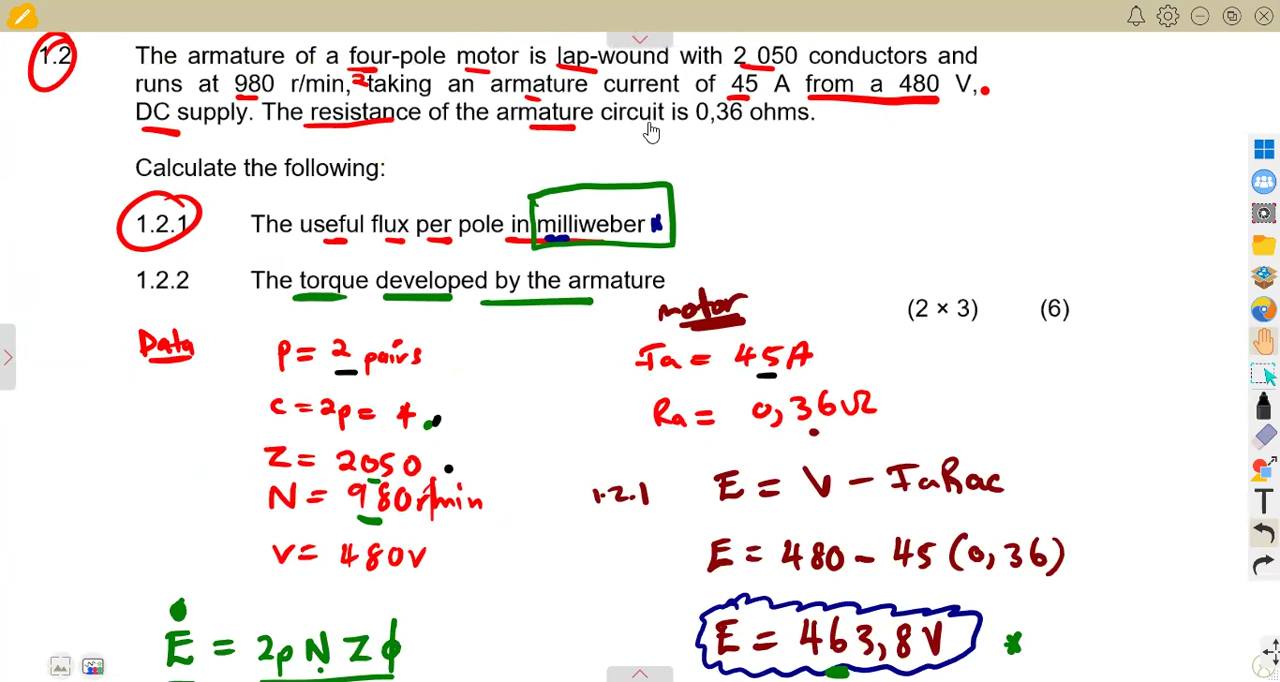 1.2 The armature of a four-pole motor is lap-wound with 2 050 conductors and
runs at 980 r/min, taking an armature current of 45 A from a 480 V,
DC supply. The resistance of the armature circuit is 0,36 ohms.
Calculate the following:
1.2.1 The useful flux per pole in milliweber
1.2.2 The torque developed by the armature
(2 × 3) (6)
motor
Data
p = 2 pairs
c = 2p = 4
Z = 2050
N = 980 r/min
V = 480V
Ia = 45A
Ra = 0,36Ω
1.2.1 E = V - IaRac
E = 480 - 45 (0,36)
E = 463,8V
E = 2pNZϕ